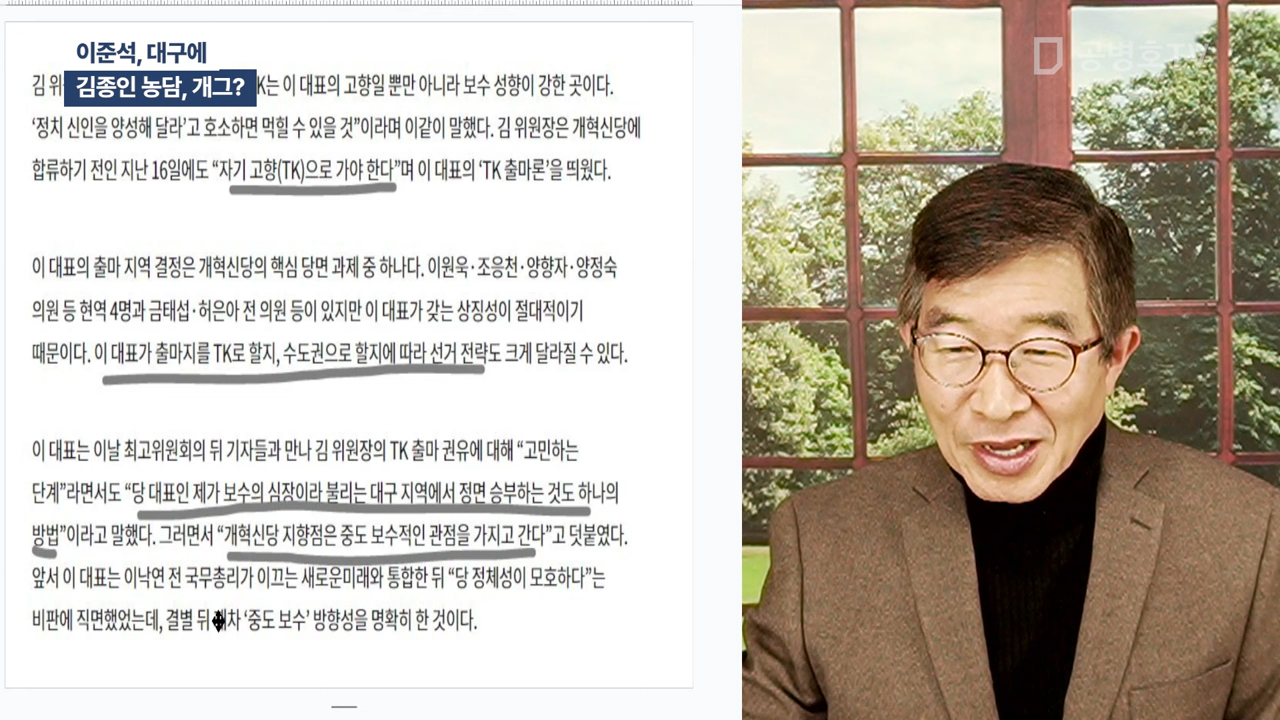 이준석, 대구에
김종인 농담, 개그?
공병호TV
김 위 K는 이 대표의 고향일 뿐만 아니라 보수 성향이 강한 곳이다.
‘정치 신인을 양성해 달라’고 호소하면 먹힐 수 있을 것”이라며 이같이 말했다. 김 위원장은 개혁신당에
합류하기 전인 지난 16일에도 “자기 고향(TK)으로 가야 한다”며 이 대표의 ‘TK 출마론’을 띄웠다.
이 대표의 출마 지역 결정은 개혁신당의 핵심 당면 과제 중 하나다. 이원욱·조응천·양향자·양정숙
의원 등 현역 4명과 금태섭·허은아 전 의원 등이 있지만 이 대표가 갖는 상징성이 절대적이기
때문이다. 이 대표가 출마지를 TK로 할지, 수도권으로 할지에 따라 선거 전략도 크게 달라질 수 있다.
이 대표는 이날 최고위원회의 뒤 기자들과 만나 김 위원장의 TK 출마 권유에 대해 “고민하는
단계”라면서도 “당 대표인 제가 보수의 심장이라 불리는 대구 지역에서 정면 승부하는 것도 하나의
방법”이라고 말했다. 그러면서 “개혁신당 지향점은 중도 보수적인 관점을 가지고 간다”고 덧붙였다.
앞서 이 대표는 이낙연 전 국무총리가 이끄는 새로운미래와 통합한 뒤 “당 정체성이 모호하다”는
비판에 직면했었는데, 결별 뒤 차 ‘중도 보수’ 방향성을 명확히 한 것이다.